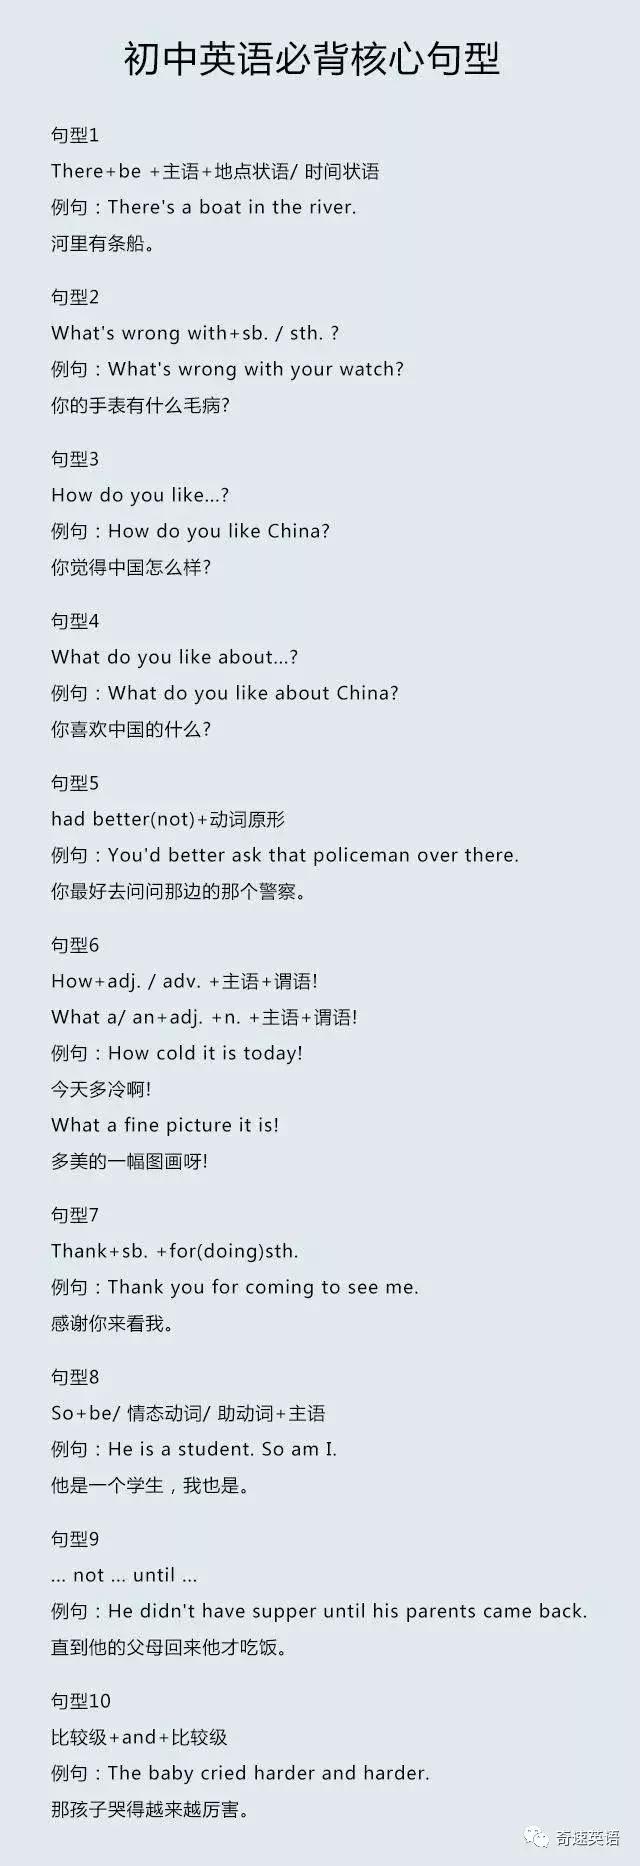 初中英语必背核心句型
句型1
There+be +主语+地点状语/ 时间状语
例句：There's a boat in the river.
河里有条船。
句型2
What's wrong with+sb. / sth. ?
例句：What's wrong with your watch?
你的手表有什么毛病?
句型3
How do you like...?
例句：How do you like China?
你觉得中国怎么样?
句型4
What do you like about...?
例句：What do you like about China?
你喜欢中国的什么?
句型5
had better(not)+动词原形
例句：You'd better ask that policeman over there.
你最好去问问那边的那个警察。
句型6
How+adj. / adv. +主语+谓语!
What a/ an+adj. +n. +主语+谓语!
例句：How cold it is today!
今天多冷啊!
What a fine picture it is!
多美的一幅图画呀!
句型7
Thank+sb. +for(doing)sth.
例句：Thank you for coming to see me.
感谢你来看我。
句型8
So+be/ 情态动词/ 助动词+主语
例句：He is a student. So am I.
他是一个学生，我也是。
句型9
... not ... until ...
例句：He didn't have supper until his parents came back.
直到他的父母回来他才吃饭。
句型10
比较级+and+比较级
例句：The baby cried harder and harder.
那孩子哭得越来越厉害。
奇速英语